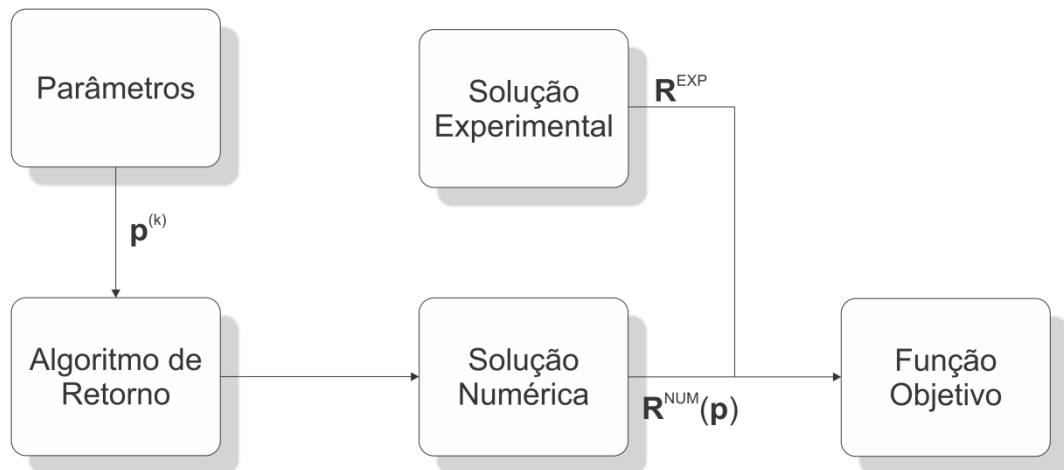 Parâmetros
Solução
Experimental
R^EXP
p^(k)
Algoritmo de
Retorno
Solução
Numérica
R^NUM(p)
Função
Objetivo